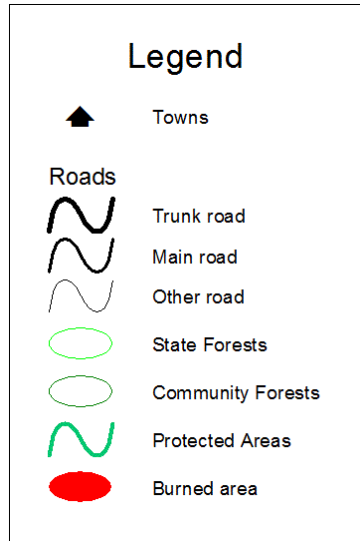 Legend
Towns
Roads
Trunk road
Main road
Other road
State Forests
Community Forests
Protected Areas
Burned area